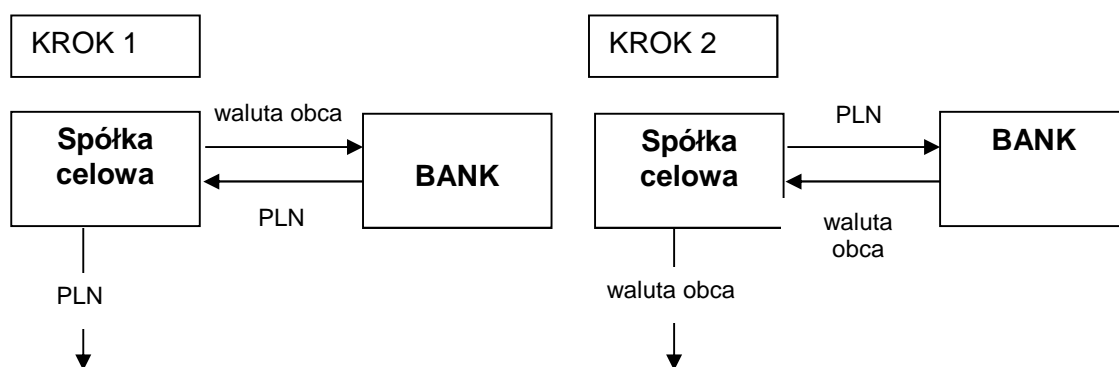 KROK 1
waluta obca
Spółka
celowa
BANK
PLN
PLN
KROK 2
PLN
Spółka
celowa
BANK
waluta
obca
waluta obca